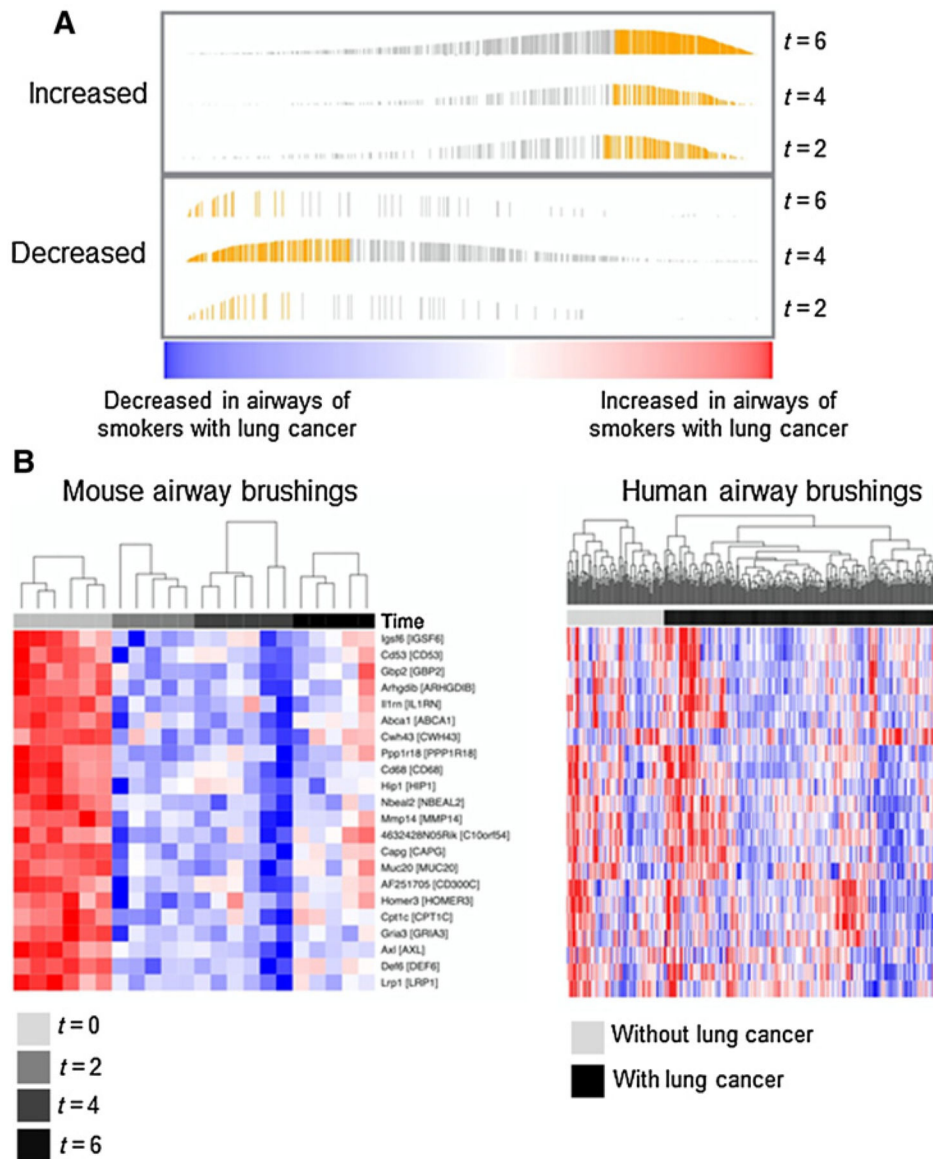 A
Increased
t = 6
t = 4
t = 2
Decreased
t = 6
t = 4
t = 2
Decreased in airways of
smokers with lung cancer
Increased in airways of
smokers with lung cancer
B
Mouse airway brushings
Human airway brushings
Time
Igsf6 [IGSF6]
Cd53 [CD53]
Gbp2 [GBP2]
Arhgdib [ARHGDIB]
Il1rn [IL1RN]
Abca1 [ABCA1]
Cwh43 [CWH43]
Ppp1r18 [PPP1R18]
Cd68 [CD68]
Hip1 [HIP1]
Nbeal2 [NBEAL2]
Mmp14 [MMP14]
4632428N05Rik [C10orf54]
Capg [CAPG]
Muc20 [MUC20]
AF251705 [CD300C]
Homer3 [HOMER3]
Cpt1c [CPT1C]
Gria3 [GRIA3]
Axl [AXL]
Def6 [DEF6]
Lrp1 [LRP1]
t = 0
t = 2
t = 4
t = 6
Without lung cancer
With lung cancer